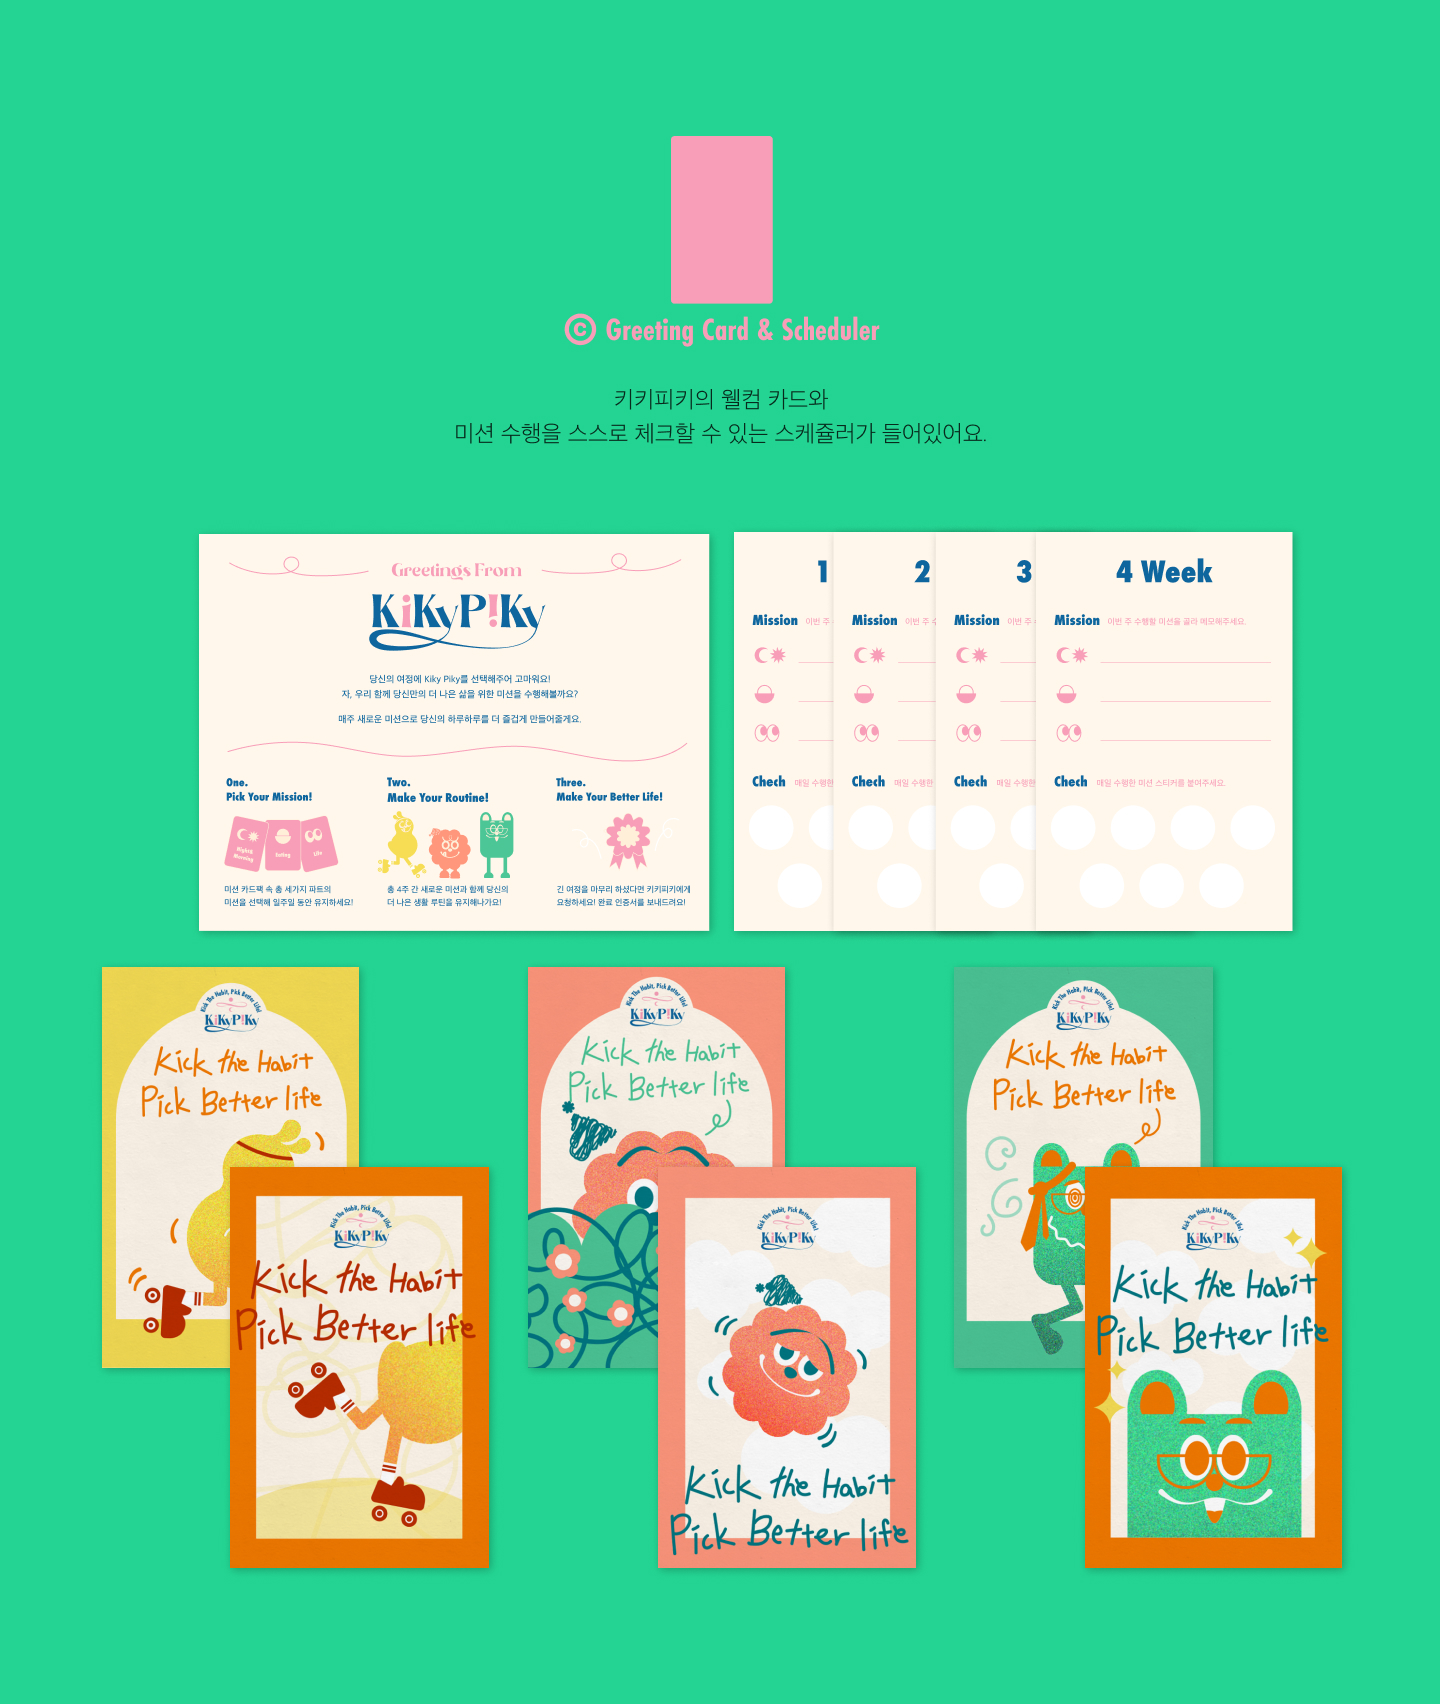 © Greeting Card & Scheduler
키키피키의 웰컴 카드와
미션 수행을 스스로 체크할 수 있는 스케쥴러가 들어있어요.
Greetings From
KiKyP!Ky
당신의 여정에 Kiky Piky를 선택해주어 고마워요!
자, 우리 함께 당신만의 더 나은 삶을 위한 미션을 수행해볼까요?
매주 새로운 미션으로 당신의 하루하루를 더 즐겁게 만들어줄게요.
One.
Pick Your Mission!
Night&
Morning
Eating
Life
미션 카드팩 속 총 세가지 파트의
미션을 선택해 일주일 동안 유지하세요!
Two.
Make Your Routine!
총 4주 간 새로운 미션과 함께 당신의
더 나은 생활 루틴을 유지해나가요!
Three.
Make Your Better Life!
긴 여정을 마무리 하셨다면 키키피키에게
요청하세요! 완료 인증서를 보내드려요!
1
Mission 이번 주
Chech 매일 수행한
2
Mission 이번 주
Chech 매일 수행한
3
Mission 이번 주
Chech 매일 수행한
4 Week
Mission 이번 주 수행할 미션을 골라 메모해주세요.
Chech 매일 수행한 미션 스티커를 붙여주세요.
Kick The Habit, Pick Better Life!
KiKyP!Ky
Kick the Habit
Pick Better life
Kick The Habit, Pick Better Life!
KiKyP!Ky
Kick the Habit
Pick Better life
Kick The Habit, Pick Better Life!
KiKyP!Ky
Kick the Habit
Pick Better life
Kick The Habit, Pick Better Life!
KiKyP!Ky
Kick the Habit
Pick Better life
Kick The Habit, Pick Better Life!
KiKyP!Ky
Kick the Habit
Pick Better life
Kick The Habit, Pick Better Life!
KiKyP!Ky
Kick the Habit
Pick Better life